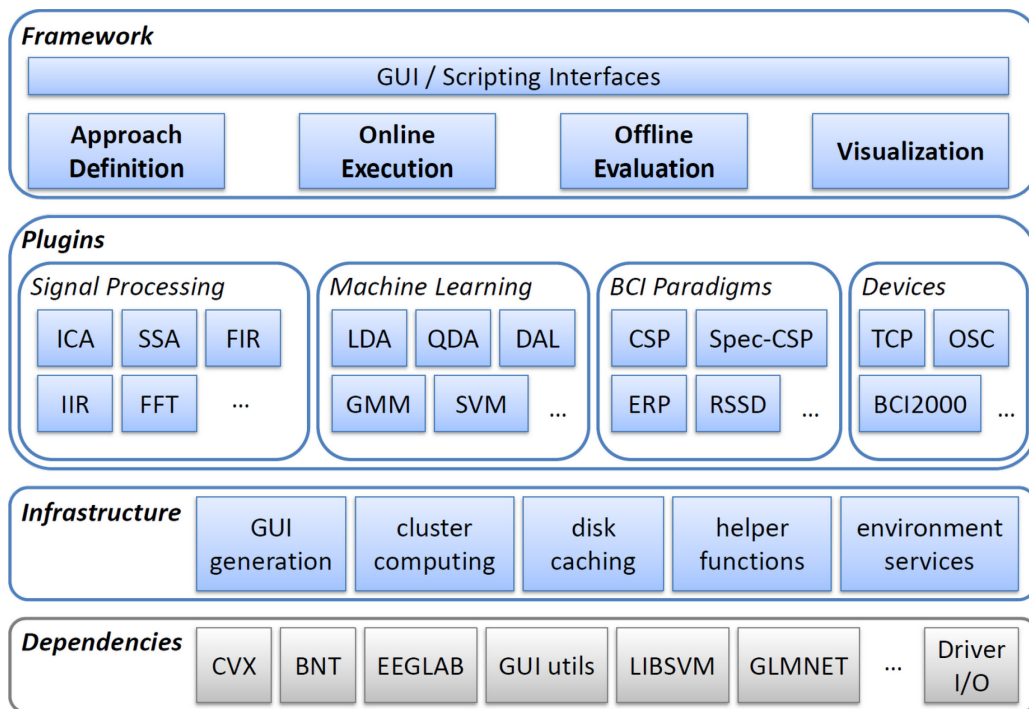 Framework
GUI / Scripting Interfaces
Approach
Definition
Online
Execution
Offline
Evaluation
Visualization
Plugins
Signal Processing
ICA SSA FIR
IIR FFT ...
Machine Learning
LDA QDA DAL
GMM SVM ...
BCI Paradigms
CSP Spec-CSP
ERP RSSD ...
Devices
TCP OSC
BCI2000 ...
Infrastructure
GUI
generation
cluster
computing
disk
caching
helper
functions
environment
services
Dependencies
CVX BNT EEGLAB GUI utils LIBSVM GLMNET ...
Driver
I/O